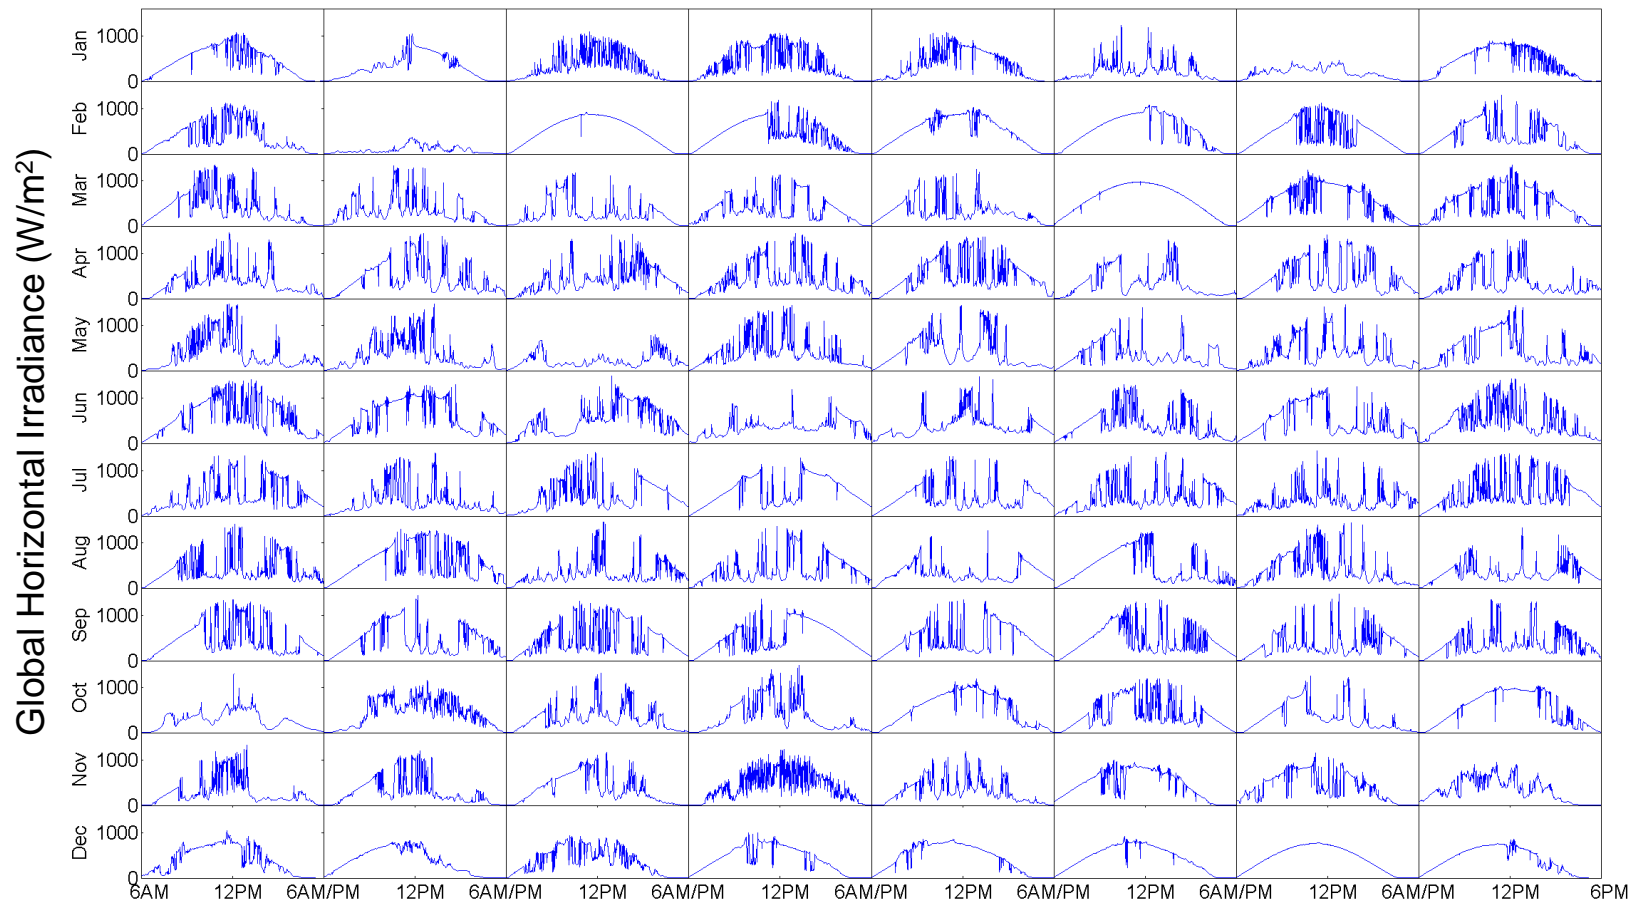 Global Horizontal Irradiance (W/m²)
Jan 1000 0
Feb 1000 0
Mar 1000 0
Apr 1000 0
May 1000 0
Jun 1000 0
Jul 1000 0
Aug 1000 0
Sep 1000 0
Oct 1000 0
Nov 1000 0
Dec 1000 0
6AM 12PM 6AM/PM 12PM 6AM/PM 12PM 6AM/PM 12PM 6AM/PM 12PM 6AM/PM 12PM 6AM/PM 12PM 6AM/PM 12PM 6PM